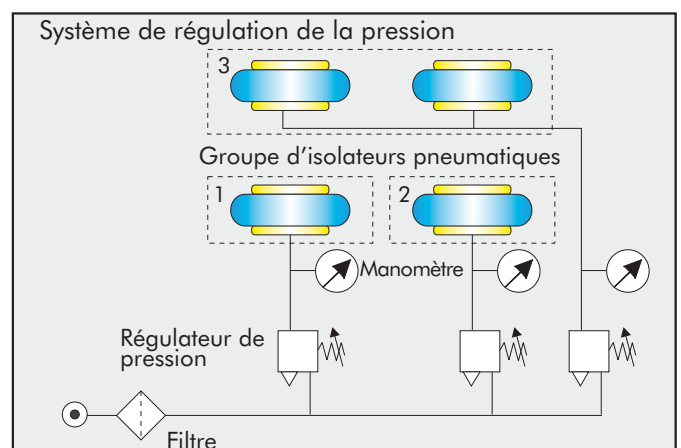 Système de régulation de la pression
3
Groupe d'isolateurs pneumatiques
1
2
Manomètre
Régulateur de
pression
Filtre